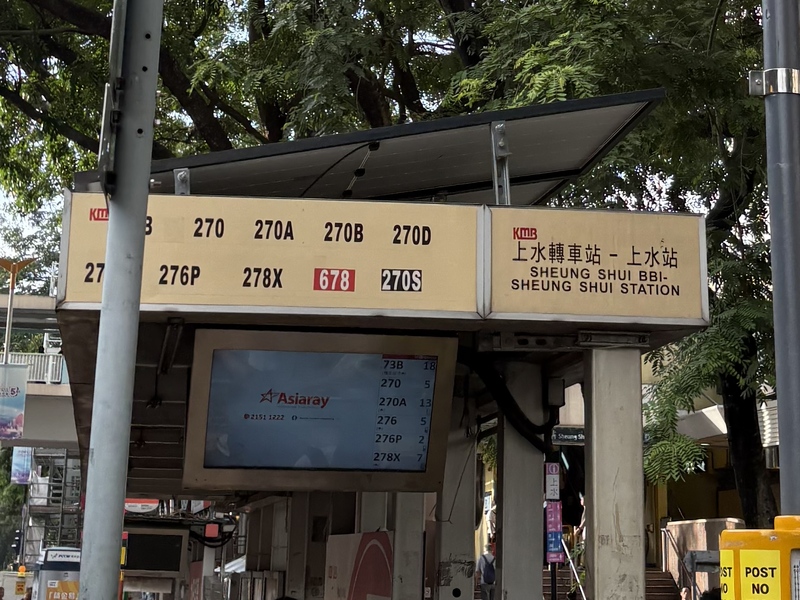 KMB
270 270A 270B 270D
276P 278X 678 270S
KMB
上水轉車站 - 上水站
SHEUNG SHUI BBI-
SHEUNG SHUI STATION
Asiaray
2151 1222
73B 18
270 5
270A 13
276 5
276P 2
278X 7
上水
POST
NO